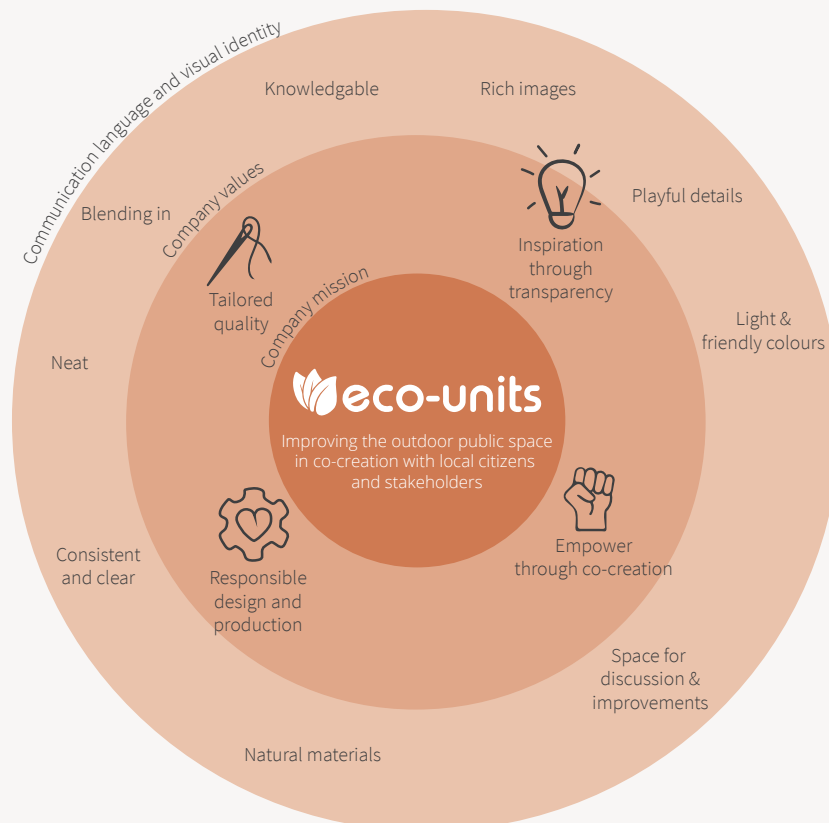 Communication language and visual identity
Knowledgable
Rich images
Blending in
Company values
Playful details
Tailored
quality
Inspiration
through
transparency
Company mission
Light &
friendly colours
Neat
eco-units
Improving the outdoor public space
in co-creation with local citizens
and stakeholders
Consistent
and clear
Responsible
design and
production
Empower
through co-creation
Space for
discussion &
improvements
Natural materials